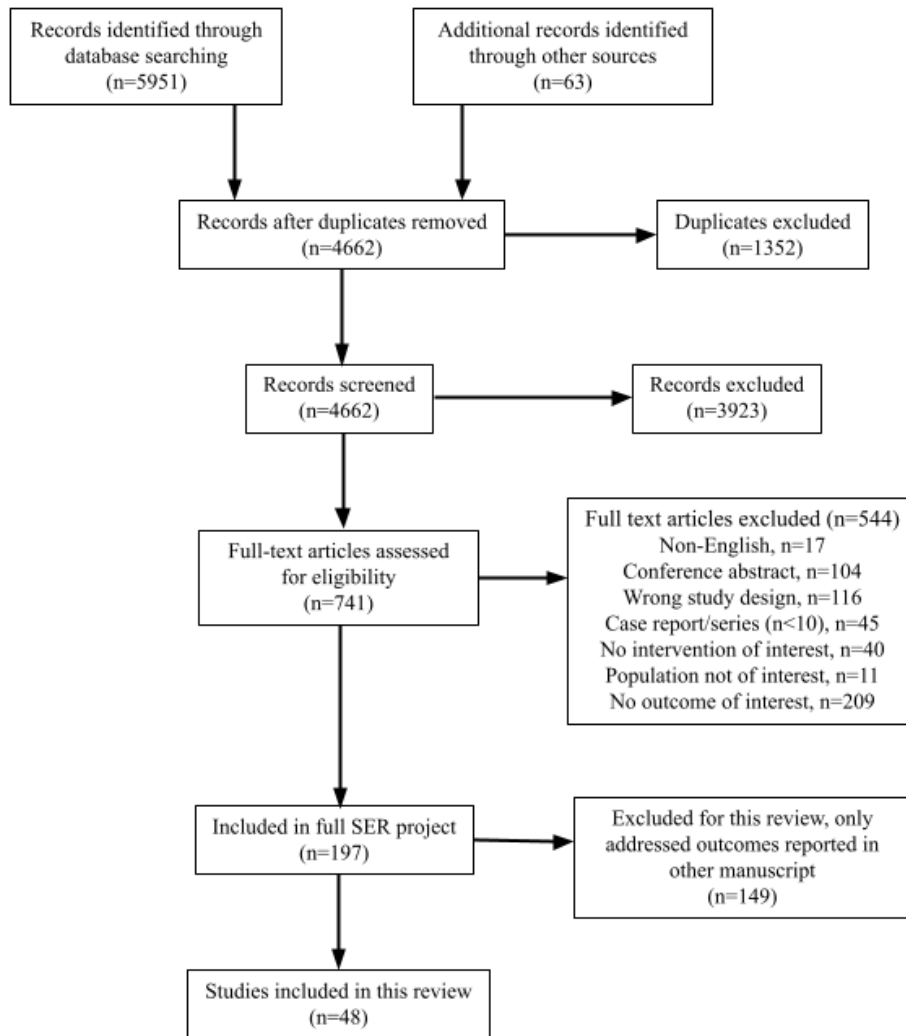 Records identified through
database searching
(n=5951)
Additional records identified
through other sources
(n=63)
Records after duplicates removed
(n=4662)
Duplicates excluded
(n=1352)
Records screened
(n=4662)
Records excluded
(n=3923)
Full-text articles assessed
for eligibility
(n=741)
Full text articles excluded (n=544)
Non-English, n=17
Conference abstract, n=104
Wrong study design, n=116
Case report/series (n<10), n=45
No intervention of interest, n=40
Population not of interest, n=11
No outcome of interest, n=209
Included in full SER project
(n=197)
Excluded for this review, only
addressed outcomes reported in
other manuscript
(n=149)
Studies included in this review
(n=48)